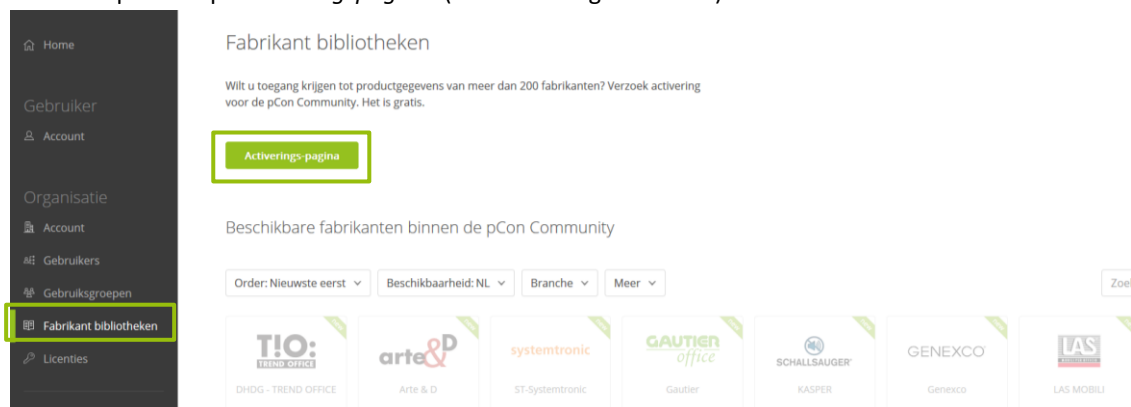 Home
Gebruiker
Account
Organisatie
Account
Gebruikers
Gebruiksgroepen
Fabrikant bibliotheken
Licenties
Fabrikant bibliotheken
Wilt u toegang krijgen tot productgegevens van meer dan 200 fabrikanten? Verzoek activering
voor de pCon Community. Het is gratis.
Activerings-pagina
Beschikbare fabrikanten binnen de pCon Community
Order: Nieuwste eerst
Beschikbaarheid: NL
Branche
Meer
T!O:
TREND OFFICE
arte&D
systemtronic
GAUTIER
office
SCHALLSAUGER
GENEXCO
LAS
DHDG - TREND OFFICE
Arte & D
ST-Systemtronic
Gautier
KASPER
Genexco
LAS MOBILI